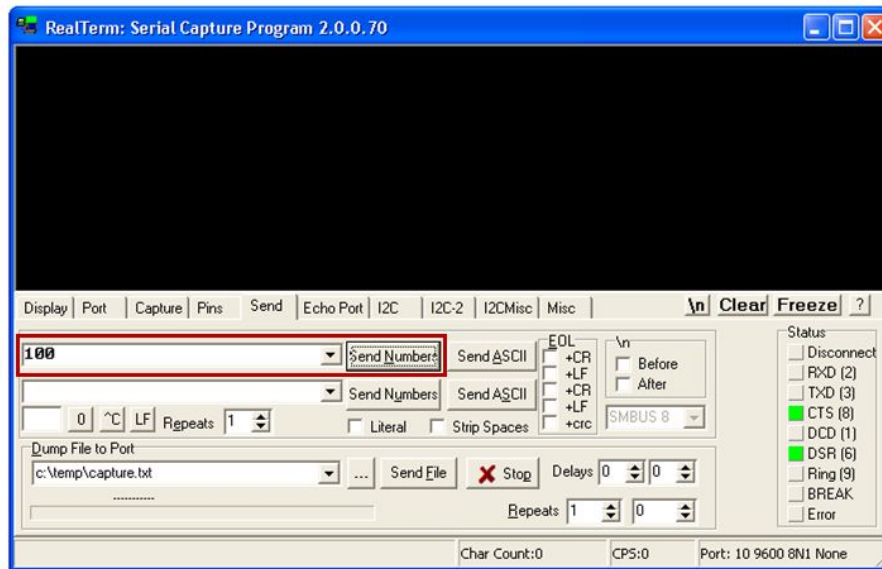 RealTerm: Serial Capture Program 2.0.0.70
Display Port Capture Pins Send Echo Port I2C I2C-2 I2CMisc Misc \n Clear Freeze ?
Status
100 Send Numbers Send ASCII
EOL
+CR
+LF
+CR
+LF
+crc
\n
Before
After
Send Numbers Send ASCII
0 ^C LF Repeats 1
Literal Strip Spaces
SMBUS 8
Disconnect
RXD (2)
TXD (3)
CTS (8)
DCD (1)
DSR (6)
Ring (9)
BREAK
Error
Dump File to Port
c:\temp\capture.txt ... Send File Stop Delays 0 0
Repeats 1 0
Char Count:0 CPS:0 Port: 10 9600 8N1 None